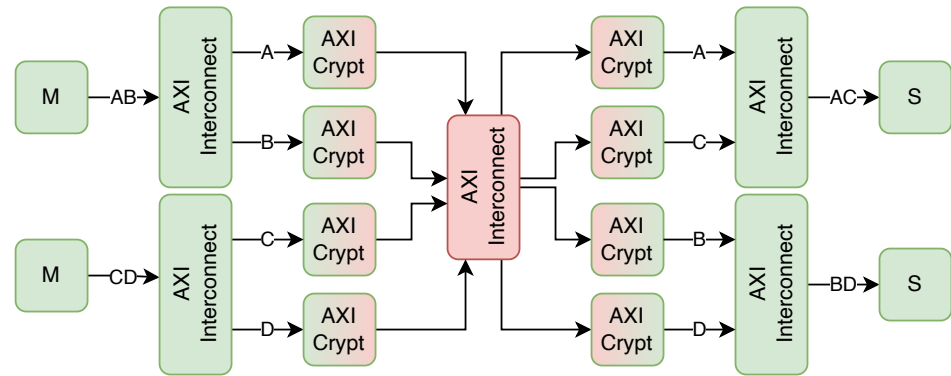 M
AB
AXI
Interconnect
A
AXI
Crypt
B
AXI
Crypt
M
CD
AXI
Interconnect
C
AXI
Crypt
D
AXI
Crypt
AXI
Interconnect
AXI
Crypt
A
AXI
Crypt
C
AXI
Interconnect
AC
S
AXI
Crypt
B
AXI
Crypt
D
AXI
Interconnect
BD
S